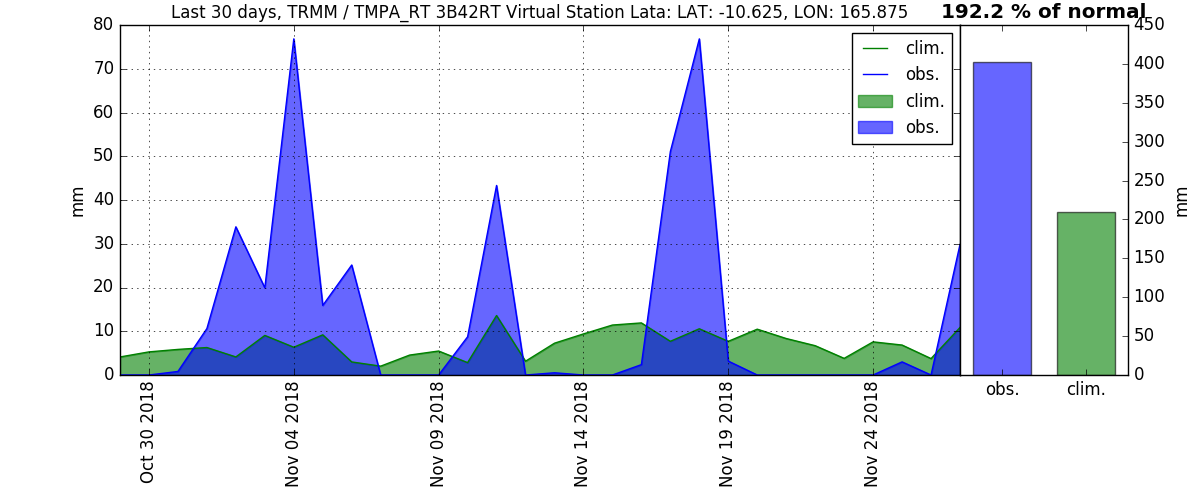 Last 30 days, TRMM / TMPA_RT 3B42RT Virtual Station Lata: LAT: -10.625, LON: 165.875
192.2 % of normal
80
70
60
50
40
30
20
10
0
mm
clim.
obs.
clim.
obs.
Oct 30 2018
Nov 04 2018
Nov 09 2018
Nov 14 2018
Nov 19 2018
Nov 24 2018
450
400
350
300
250
200
150
100
50
0
mm
obs.
clim.